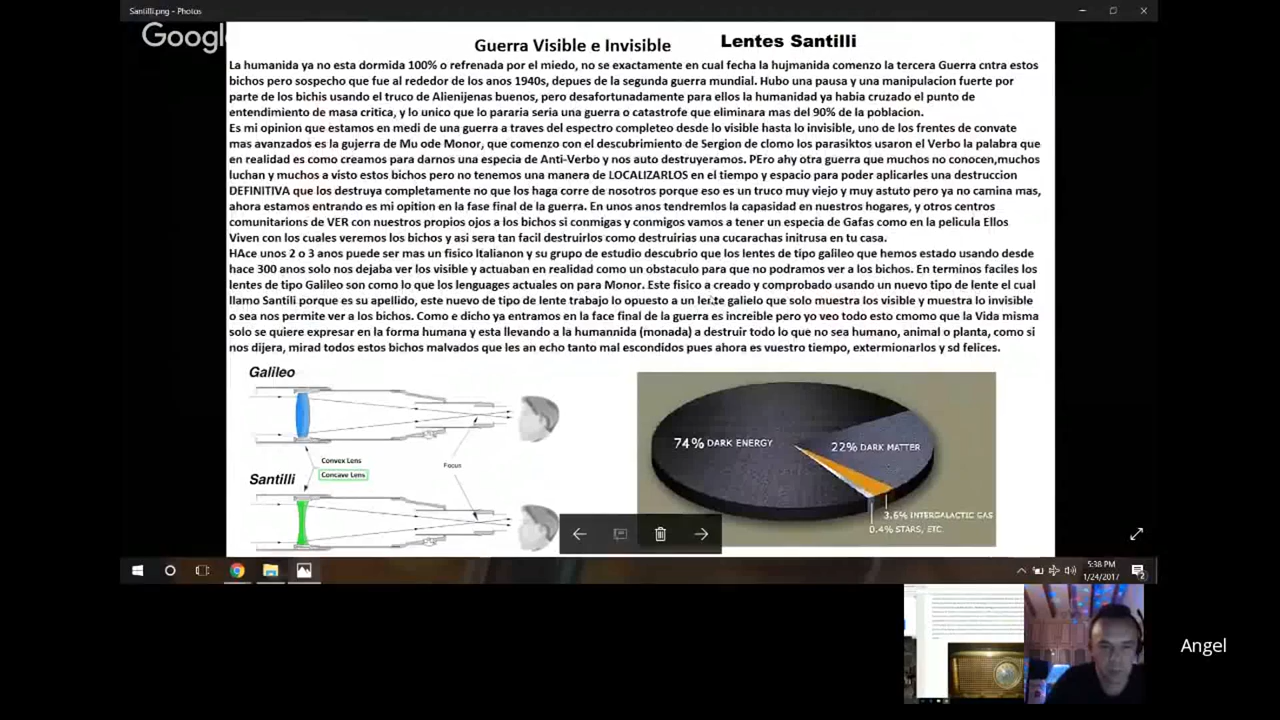 Santilli.png - Photos
Google
Guerra Visible e Invisible
Lentes Santilli
La humanida ya no esta dormida 100% o refrenada por el miedo, no se exactamente en cual fecha la hujmanida comenzo la tercera Guerra cntra estos
bichos pero sospecho que fue al rededor de los anos 1940s, depues de la segunda guerra mundial. Hubo una pausa y una manipulacion fuerte por
parte de los bichis usando el truco de Alienijenas buenos, pero desafortunadamente para ellos la humanidad ya habia cruzado el punto de
entendimiento de masa critica, y lo unico que lo pararia seria una guerra o catastrofe que eliminara mas del 90% de la poblacion.
Es mi opinion que estamos en medi de una guerra a traves del espectro completeo desde lo visible hasta lo invisible, uno de los frentes de convate
mas avanzados es la gujerra de Mu ode Monor, que comenzo con el descubrimiento de Sergion de clomo los parasiktos usaron el Verbo la palabra que
en realidad es como creamos para darnos una especia de Anti-Verbo y nos auto destruyeramos. PEro ahy otra guerra que muchos no conocen,muchos
luchan y muchos a visto estos bichos pero no tenemos una manera de LOCALIZARLOS en el tiempo y espacio para poder aplicarles una destruccion
DEFINITIVA que los destruya completamente no que los haga corre de nosotros porque eso es un truco muy viejo y muy astuto pero ya no camina mas,
ahora estamos entrando es mi opition en la fase final de la guerra. En unos anos tendremlos la capasidad en nuestros hogares, y otros centros
comunitarions de VER con nuestros propios ojos a los bichos si conmigas y conmigos vamos a tener un especia de Gafas como en la pelicula Ellos
Viven con los cuales veremos los bichos y asi sera tan facil destruirlos como destruirias una cucarachas initrusa en tu casa.
HAce unos 2 o 3 anos puede ser mas un fisico Italianon y su grupo de estudio descubrio que los lentes de tipo galileo que hemos estado usando desde
hace 300 anos solo nos dejaba ver los visible y actuaban en realidad como un obstaculo para que no podramos ver a los bichos. En terminos faciles los
lentes de tipo Galileo son como lo que los lenguages actuales on para Monor. Este fisico a creado y comprobado usando un nuevo tipo de lente el cual
llamo Santili porque es su apellido, este nuevo de tipo de lente trabajo lo opuesto a un lente galielo que solo muestra los visible y muestra lo invisible
o sea nos permite ver a los bichos. Como e dicho ya entramos en la face final de la guerra es increible pero yo veo todo esto cmomo que la Vida misma
solo se quiere expresar en la forma humana y esta llevando a la humannida (monada) a destruir todo lo que no sea humano, animal o planta, como si
nos dijera, mirad todos estos bichos malvados que les an echo tanto mal escondidos pues ahora es vuestro tiempo, extermionarlos y sd felices.
Galileo
Convex Lens
Concave Lens
Focus
Santilli
74% DARK ENERGY
22% DARK MATTER
3.6% INTERGALACTIC GAS
0.4% STARS, ETC.
5:38 PM
1/24/2017
2
Angel